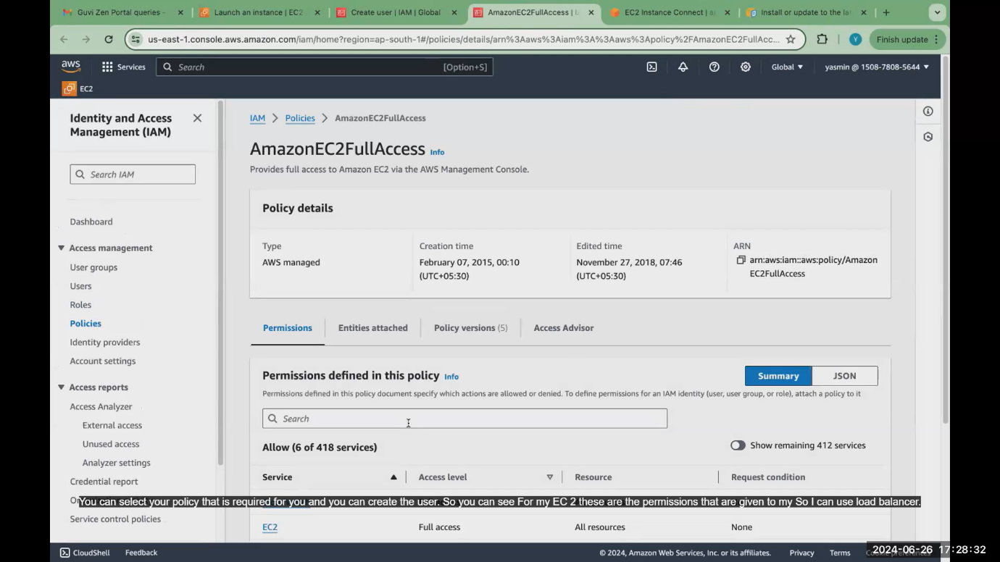 Guvi Zen Portal queries -
Launch an instance | EC2
Create user | IAM | Global
AmazonEC2FullAccess | IA
EC2 Instance Connect | a
Install or update to the lat
us-east-1.console.aws.amazon.com/iam/home?region=ap-south-1#/policies/details/arn%3Aaws%3Aiam%3A%3Aaws%3Apolicy%2FAmazonEC2FullAcc...
Y
Finish update
aws
Services
Search
[Option+S]
Global
yasmin @ 1508-7808-5644
EC2
Identity and Access
Management (IAM)
Search IAM
Dashboard
Access management
User groups
Users
Roles
Policies
Identity providers
Account settings
Access reports
Access Analyzer
External access
Unused access
Analyzer settings
Credential report
Service control policies
IAM > Policies > AmazonEC2FullAccess
AmazonEC2FullAccess Info
Provides full access to Amazon EC2 via the AWS Management Console.
Policy details
Type
AWS managed
Creation time
February 07, 2015, 00:10
(UTC+05:30)
Edited time
November 27, 2018, 07:46
(UTC+05:30)
ARN
arn:aws:iam::aws:policy/Amazon
EC2FullAccess
Permissions
Entities attached
Policy versions (5)
Access Advisor
Permissions defined in this policy Info
Summary
JSON
Permissions defined in this policy document specify which actions are allowed or denied. To define permissions for an IAM identity (user, user group, or role), attach a policy to it
Search
Allow (6 of 418 services)
Show remaining 412 services
Service
Access level
Resource
Request condition
You can select your policy that is required for you and you can create the user. So you can see For my EC 2 these are the permissions that are given to my So I can use load balancer.
EC2
Full access
All resources
None
CloudShell
Feedback
© 2024, Amazon Web Services, Inc. or its affiliates.
Privacy
Terms
Cookie preferences
2024-06-26 17:28:32